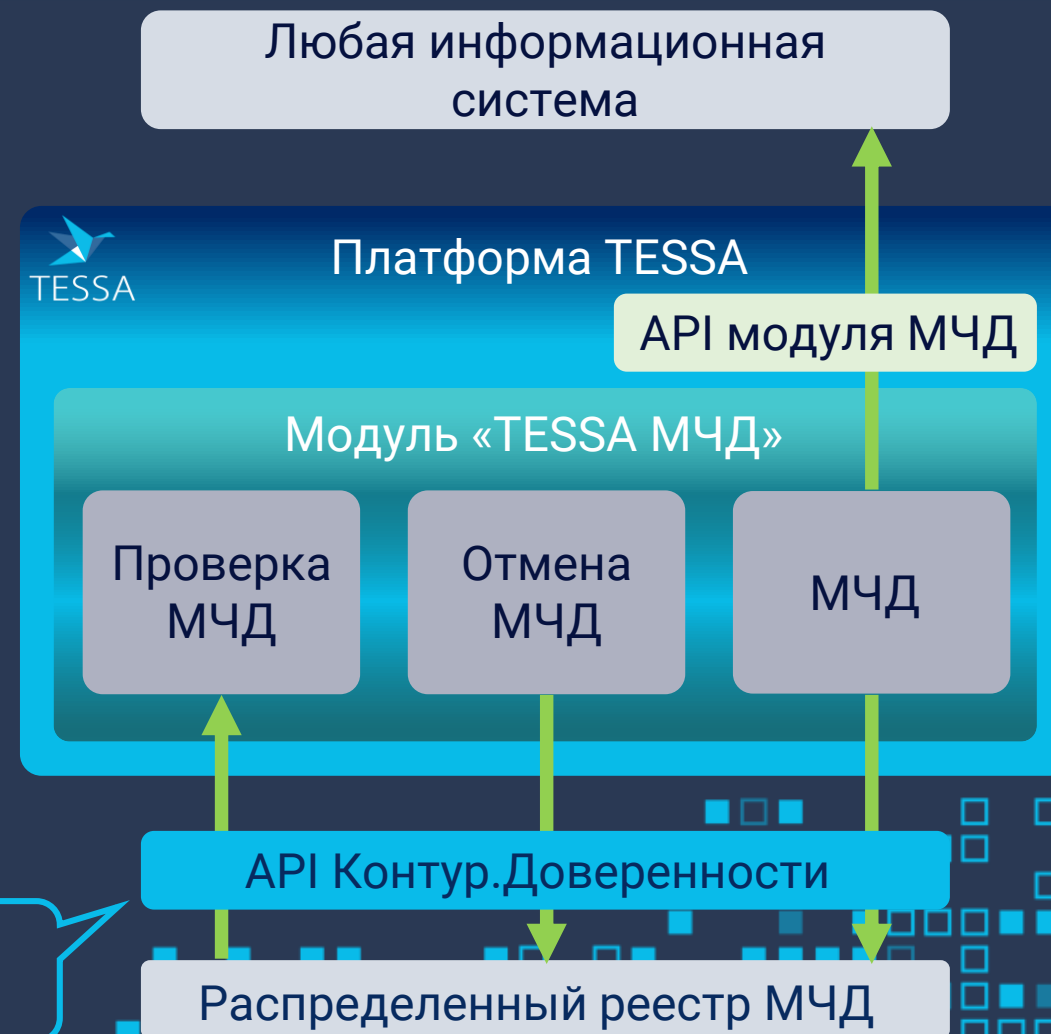 Любая информационная
система
TESSA
Платформа TESSA
API модуля МЧД
Модуль «TESSA МЧД»
Проверка
МЧД
Отмена
МЧД
МЧД
API Контур.Доверенности
Распределенный реестр МЧД